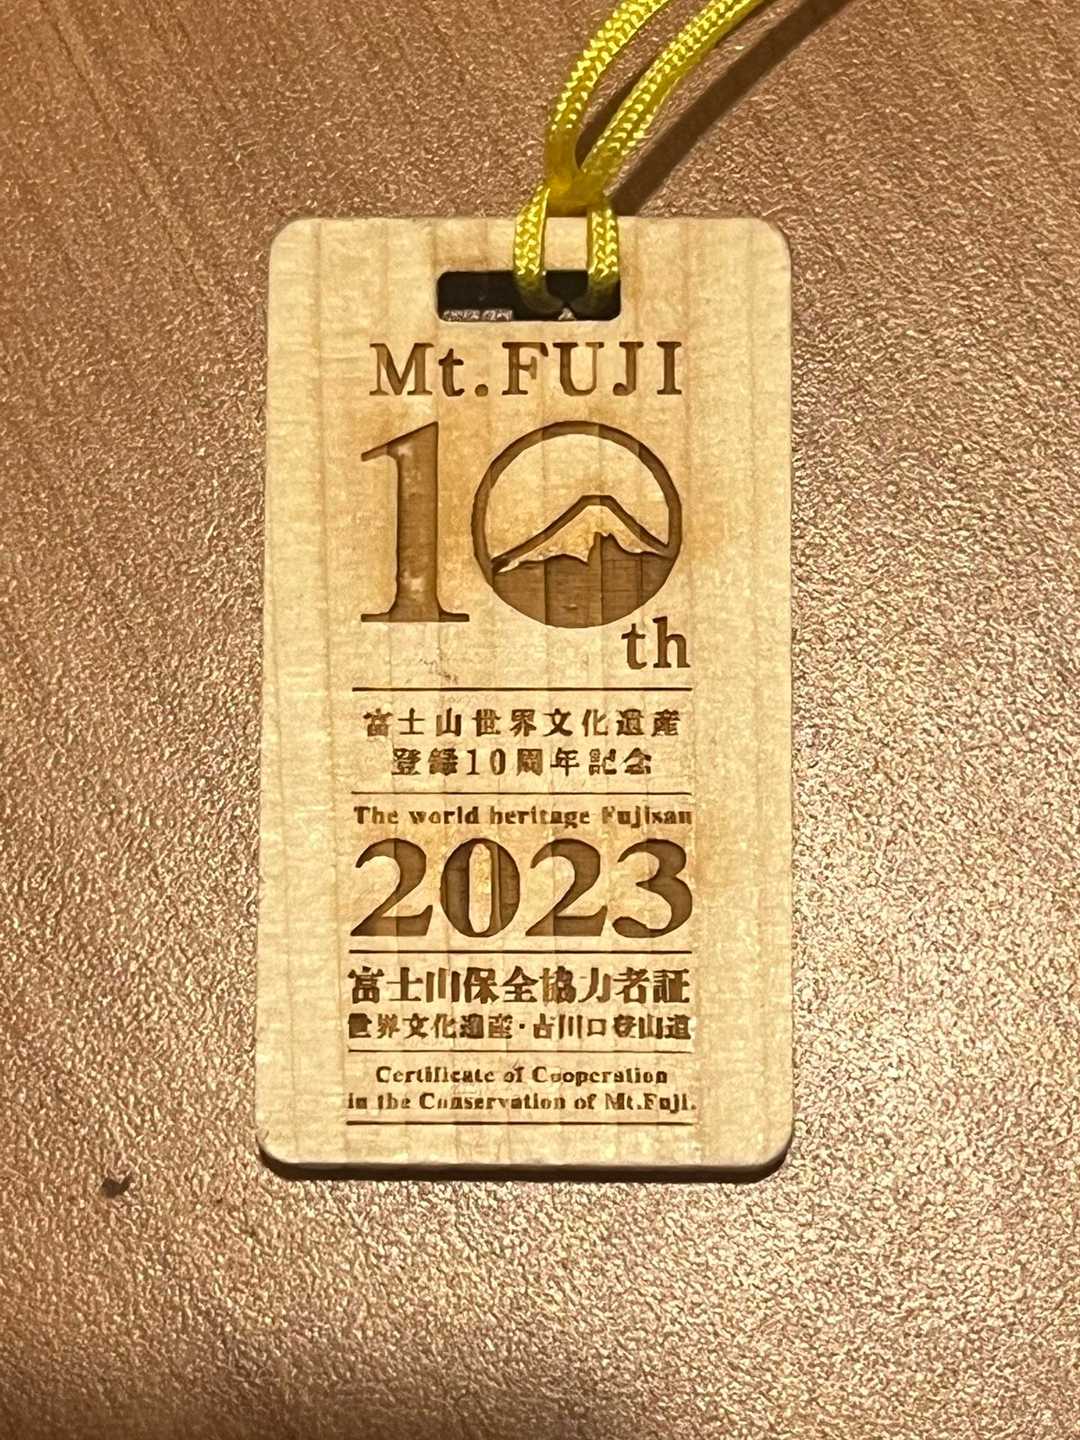 Mt.FUJI
10th
富士山世界文化遺産
登録10周年記念
The world heritage Fujisan
2023
富士山保全協力者証
世界文化遺産・吉田口登山道
Certificate of Cooperation
in the Conservation of Mt.Fuji.